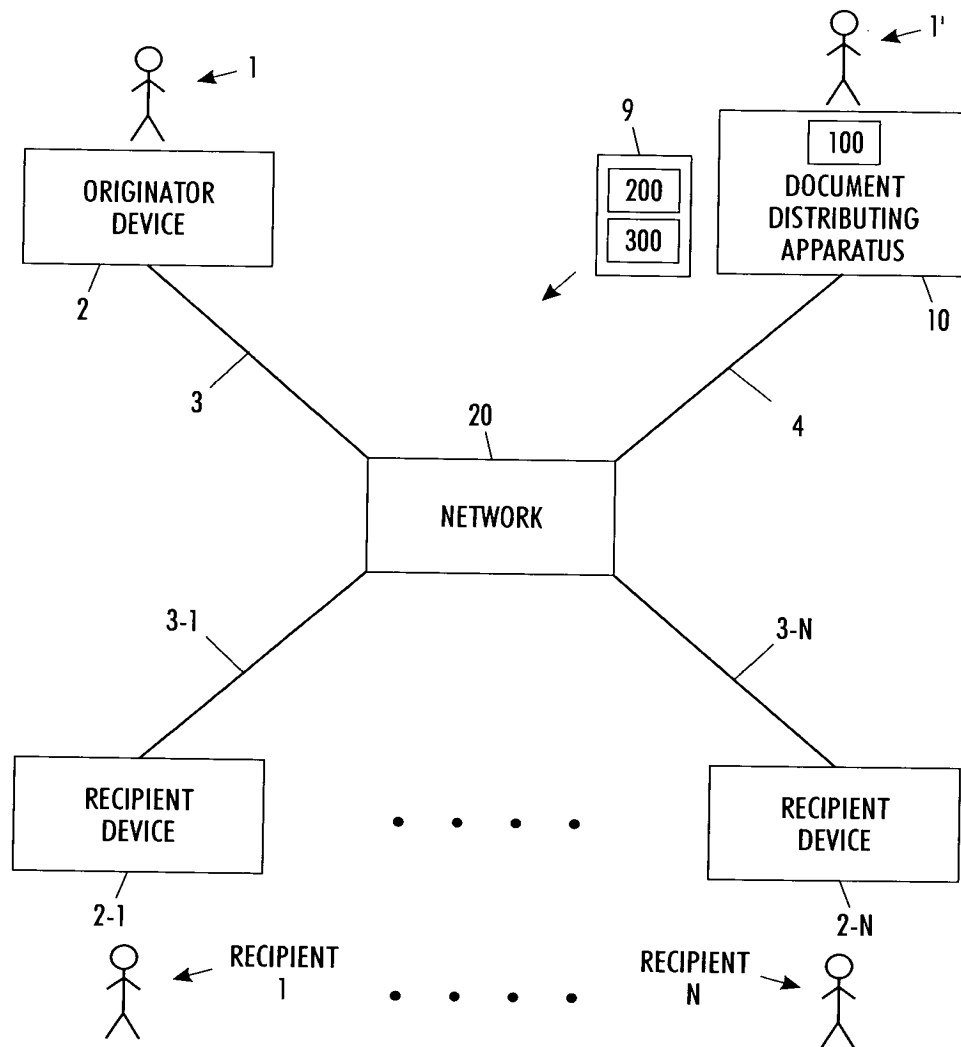 1
1'
9
100
200
300
ORIGINATOR
DEVICE
DOCUMENT
DISTRIBUTING
APPARATUS
2
10
3
4
20
NETWORK
3-1
3-N
RECIPIENT
DEVICE
RECIPIENT
DEVICE
2-1
2-N
RECIPIENT
1
RECIPIENT
N